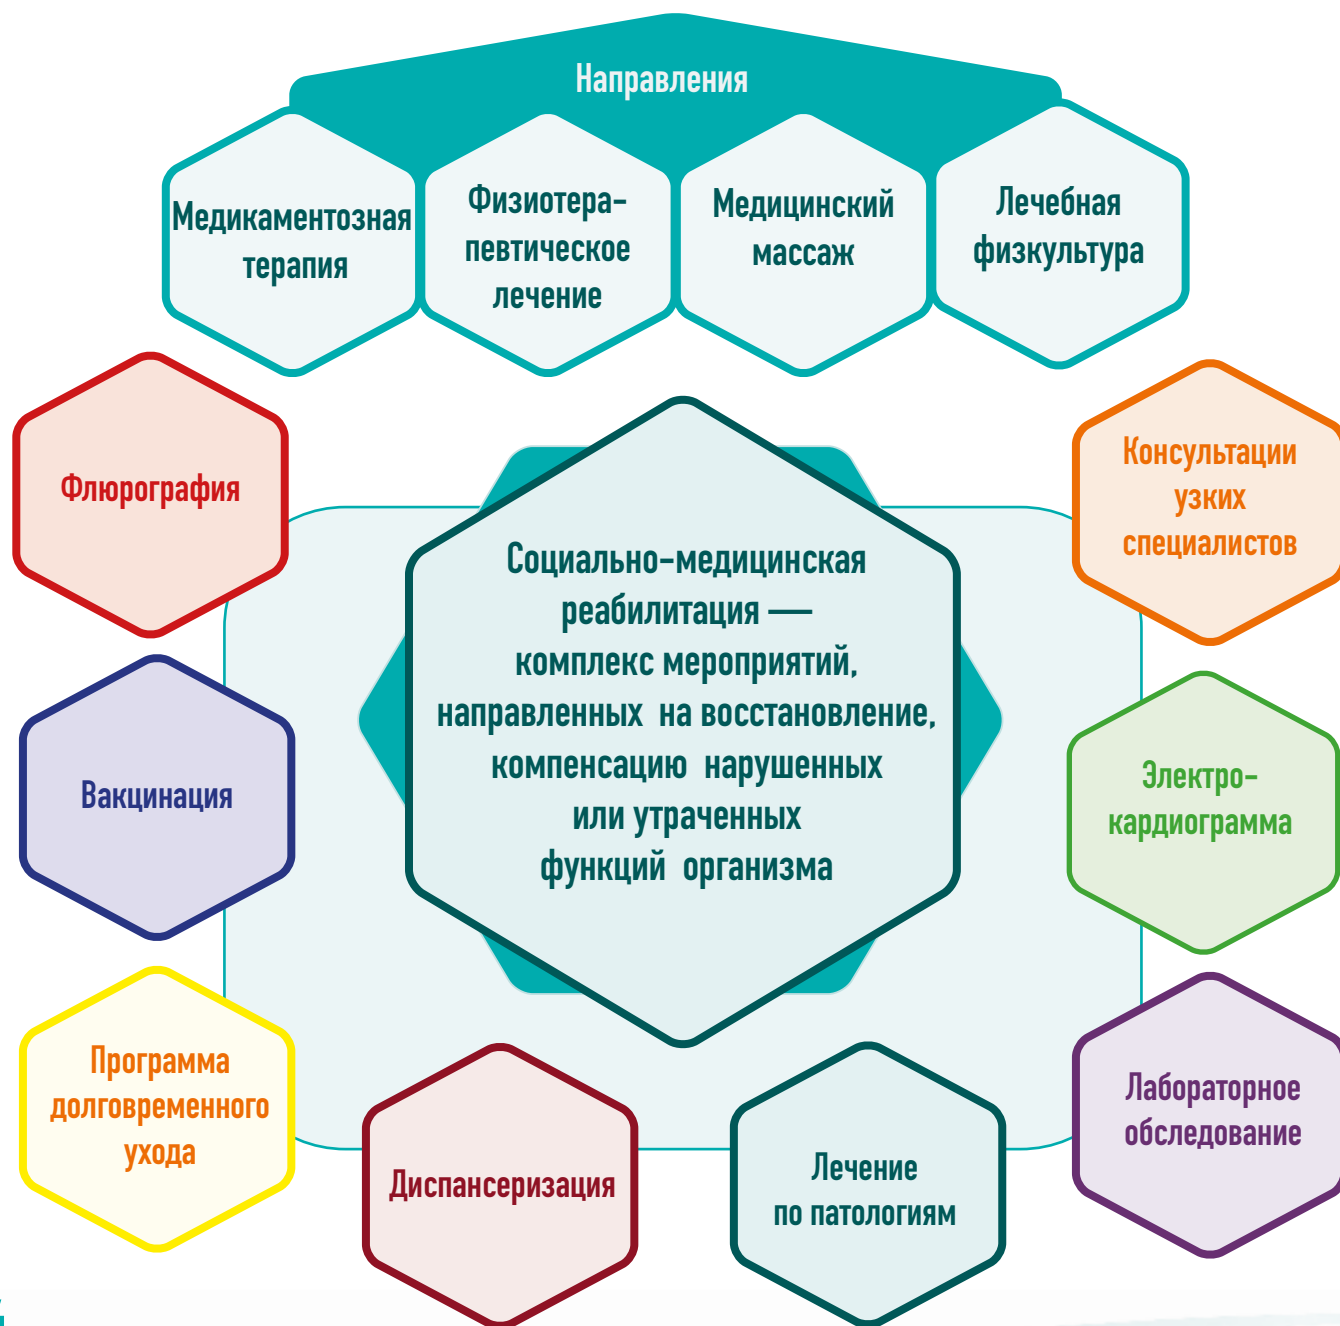 Направления
Медикаментозная
терапия
Физиотера-
певтическое
лечение
Медицинский
массаж
Лечебная
физкультура
Флюрография
Консультации
узких
специалистов
Социально-медицинская
реабилитация —
комплекс мероприятий,
направленных на восстановление,
компенсацию нарушенных
или утраченных
функций организма
Вакцинация
Электро-
кардиограмма
Программа
долговременного
ухода
Диспансеризация
Лечение
по патологиям
Лабораторное
обследование